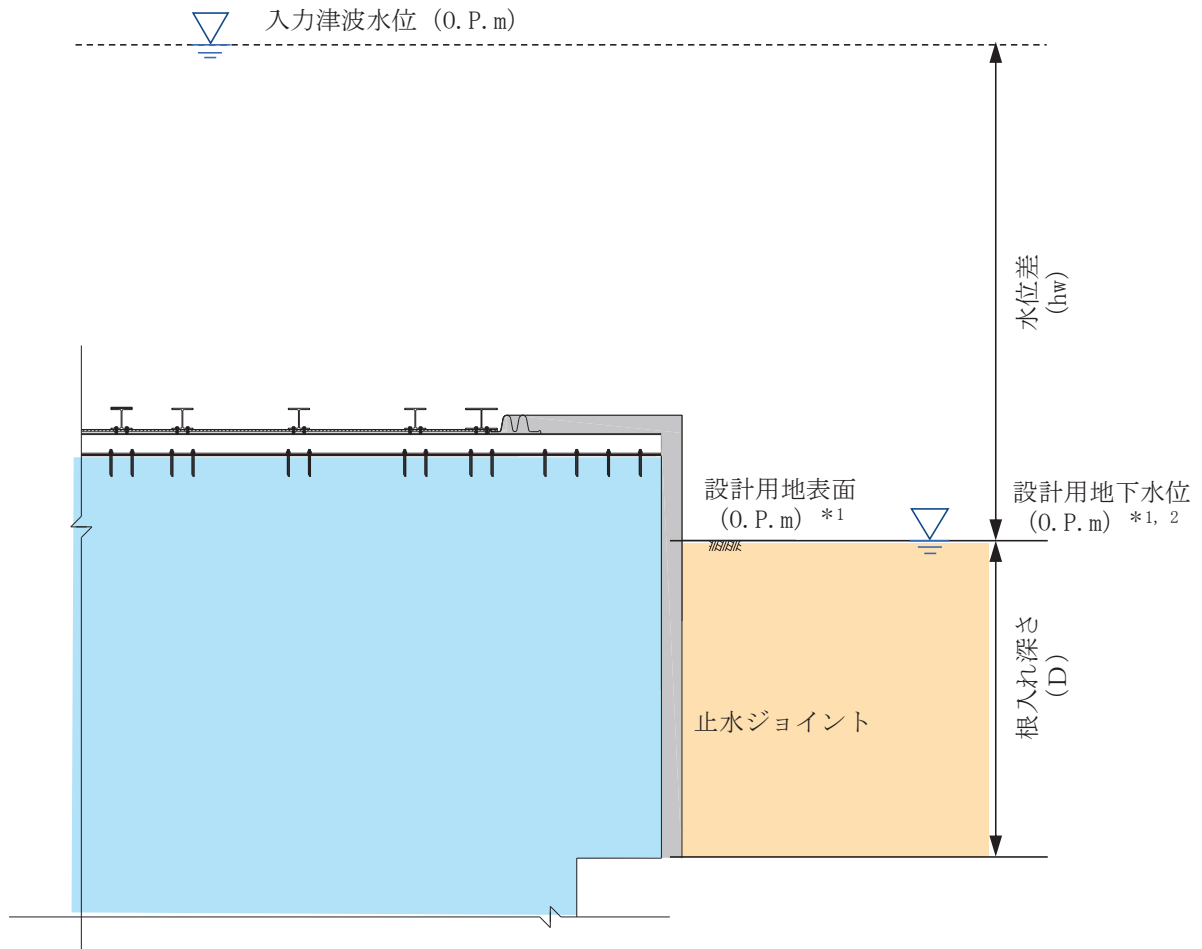 入力津波水位 (O.P.m)
水位差
(hw)
設計用地表面
(O.P.m) *1
設計用地下水位
(O.P.m) *1, 2
根入れ深さ
(D)
止水ジョイント